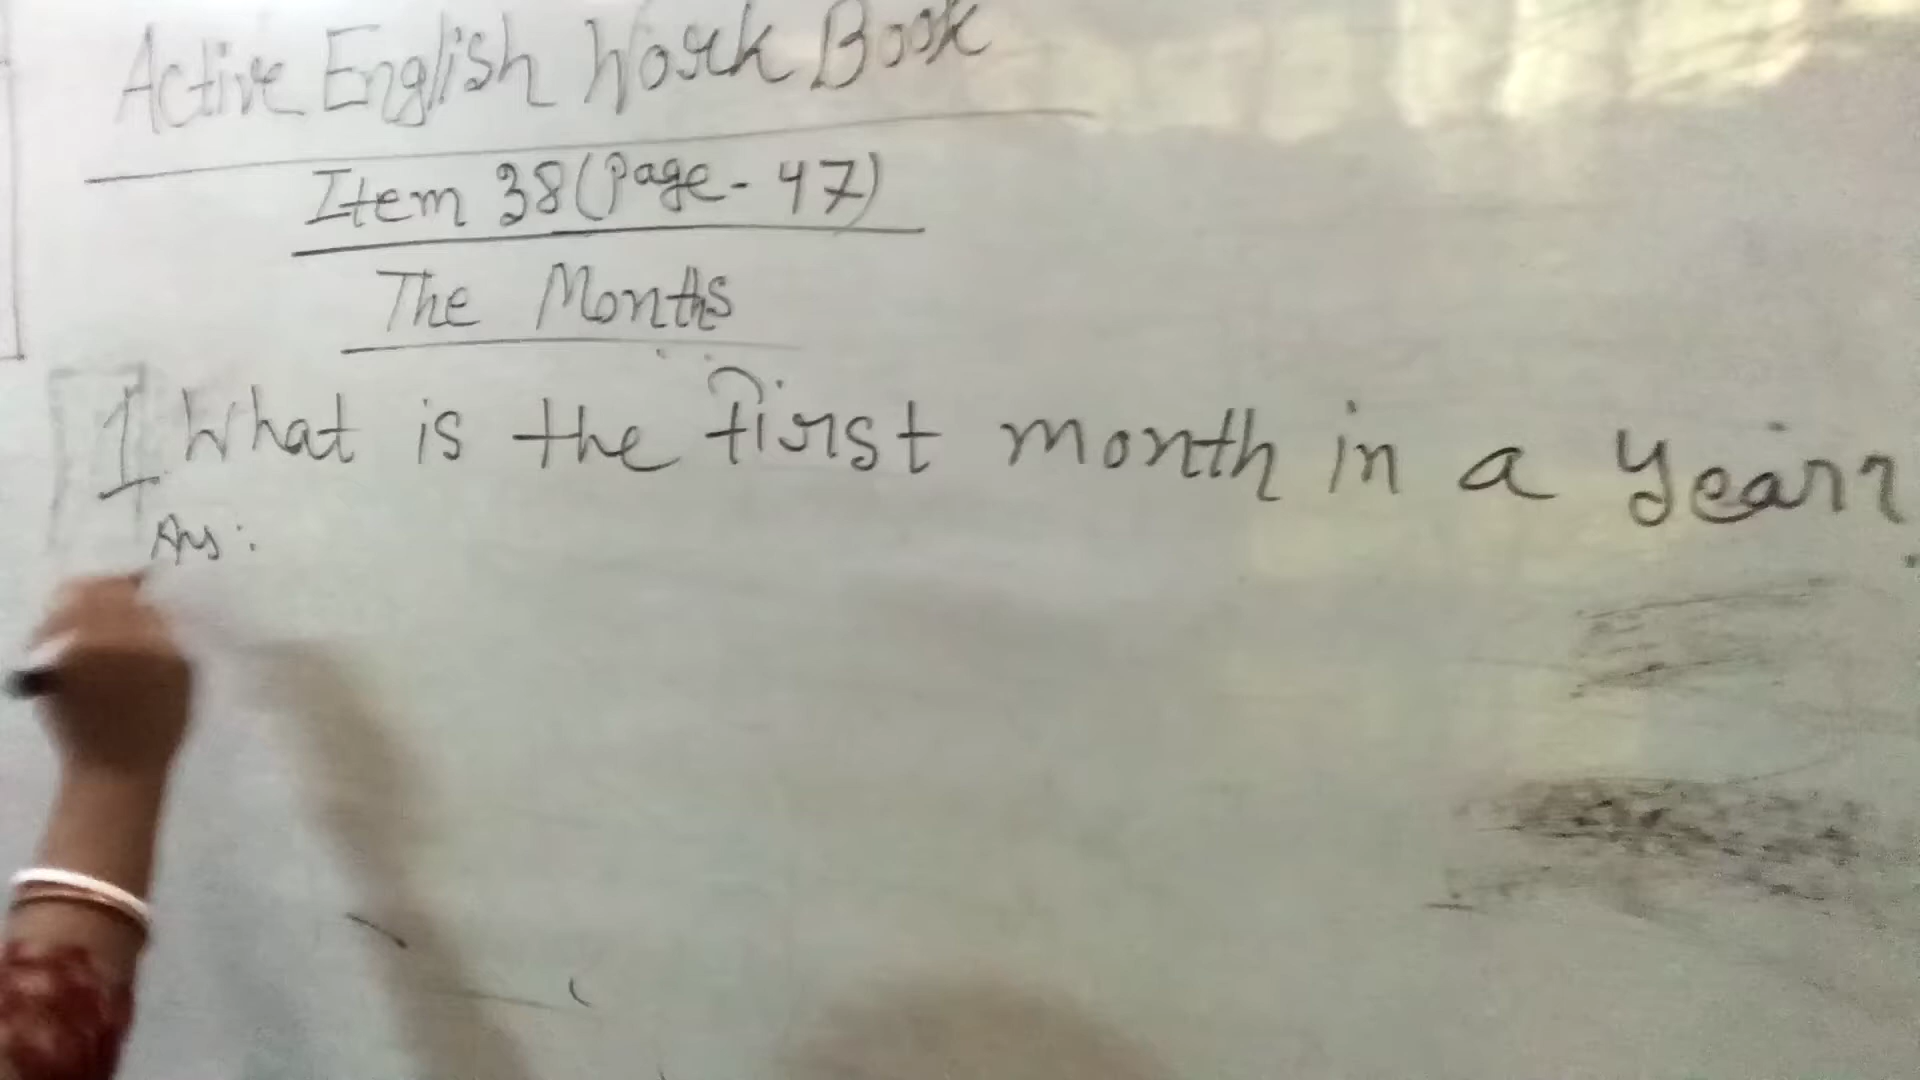 Active English Work Book
Item 38 (Page - 47)
The Months
1 What is the first month in a year?
Ans: